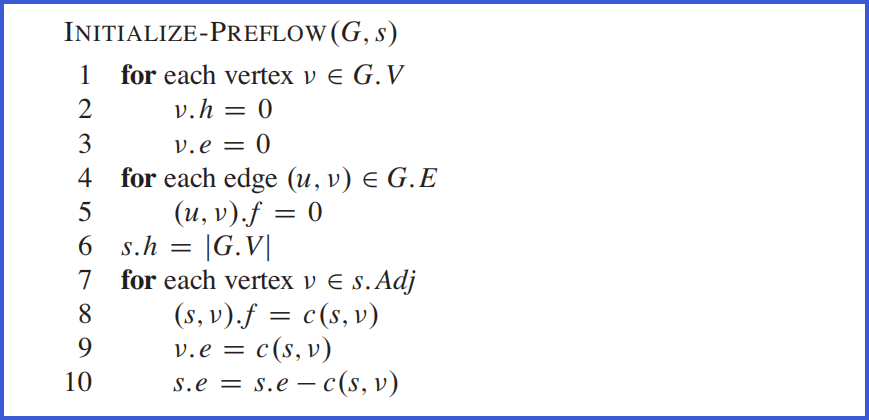 INITIALIZE-PREFLOW(G, s)
1 for each vertex ν ∈ G.V
2 ν.h = 0
3 ν.e = 0
4 for each edge (u, ν) ∈ G.E
5 (u, ν).f = 0
6 s.h = |G.V|
7 for each vertex ν ∈ s.Adj
8 (s, ν).f = c(s, ν)
9 ν.e = c(s, ν)
10 s.e = s.e − c(s, ν)